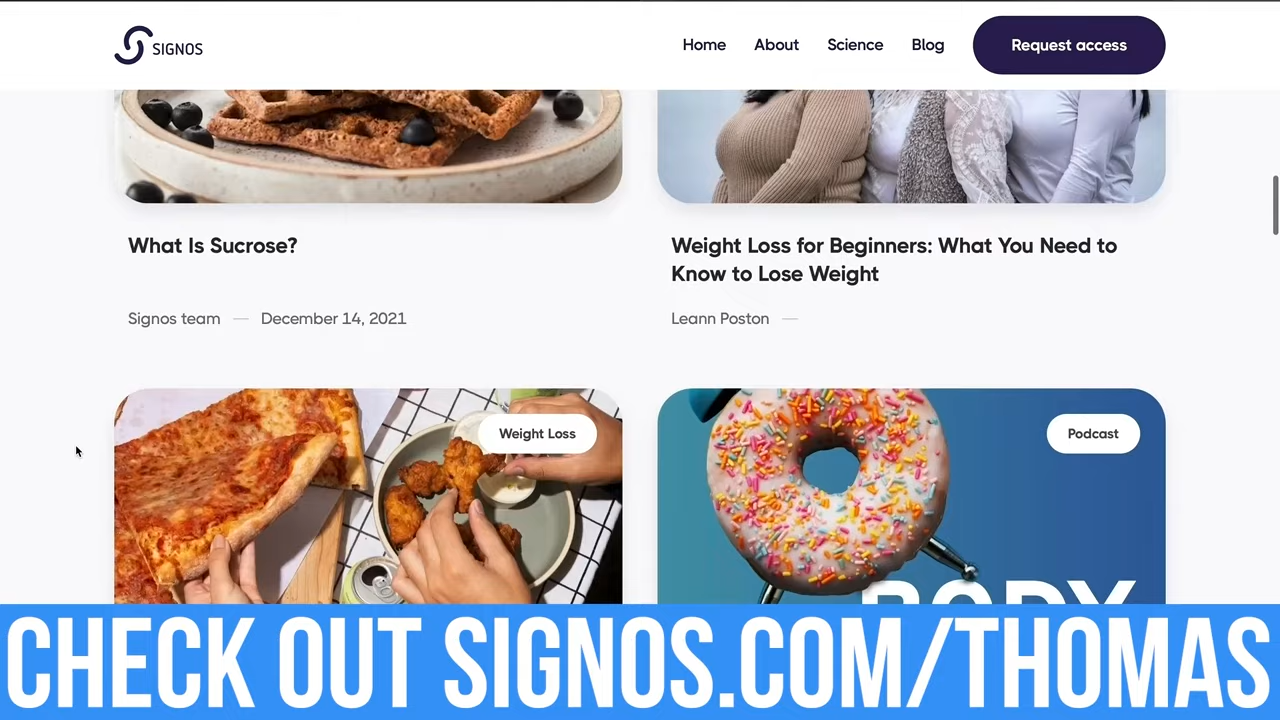 SIGNOS
Home About Science Blog Request access
What Is Sucrose?
Signos team — December 14, 2021
Weight Loss for Beginners: What You Need to
Know to Lose Weight
Leann Poston —
Weight Loss
Podcast
BODY
CHECK OUT SIGNOS.COM/THOMAS